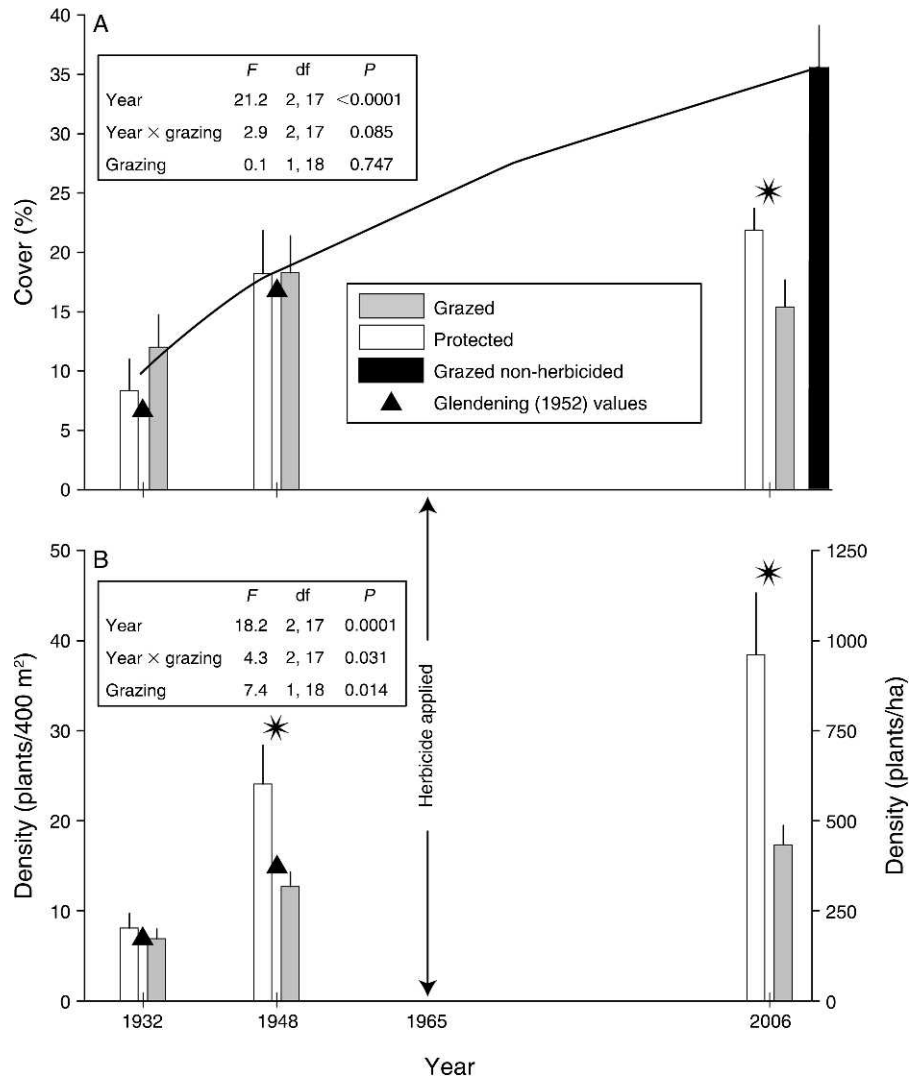 A
F df P
Year 21.2 2, 17 <0.0001
Year × grazing 2.9 2, 17 0.085
Grazing 0.1 1, 18 0.747
Cover (%)
40
35
30
25
20
15
10
5
0
Grazed
Protected
Grazed non-herbicided
Glendening (1952) values
B
F df P
Year 18.2 2, 17 0.0001
Year × grazing 4.3 2, 17 0.031
Grazing 7.4 1, 18 0.014
Density (plants/400 m²)
50
40
30
20
10
0
Herbicide applied
1250
1000
750
500
250
0
Density (plants/ha)
1932 1948 1965 2006
Year